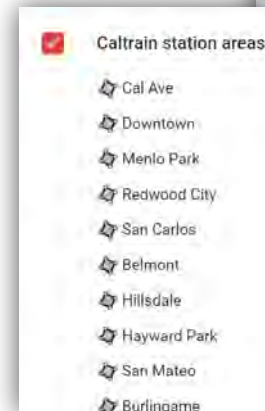 Caltrain station areas
Cal Ave
Downtown
Menlo Park
Redwood City
San Carlos
Belmont
Hillsdale
Hayward Park
San Mateo
Burlingame